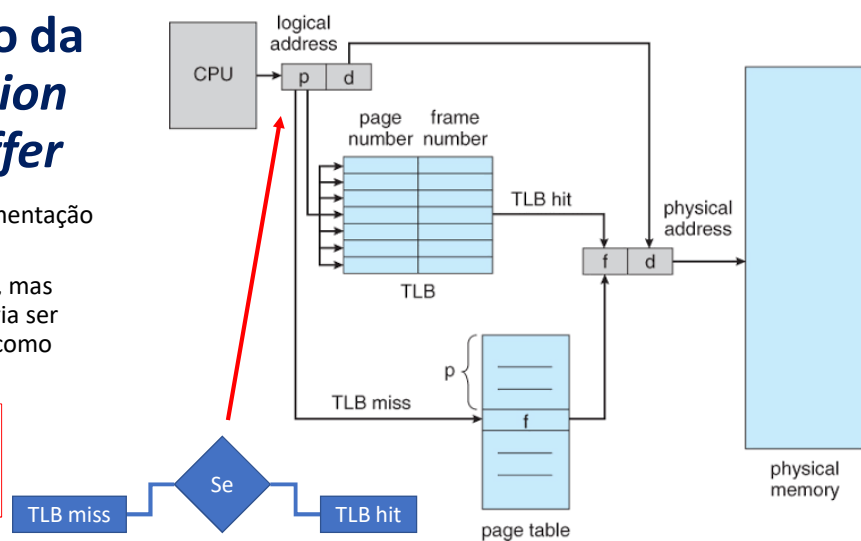 o da
ion
ffer
mentação
, mas
ria ser
como
logical
address
CPU
p d
page frame
number number
TLB hit
TLB
physical
address
f d
p
TLB miss
f
page table
physical
memory
Se
TLB miss
TLB hit